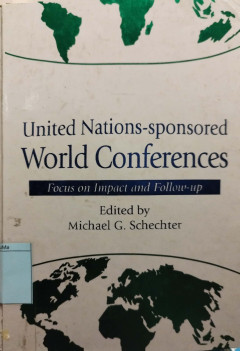 United Nations-sponsored
World Conferences
Focus on Impact and Follow-up
Edited by
Michael G. Schechter